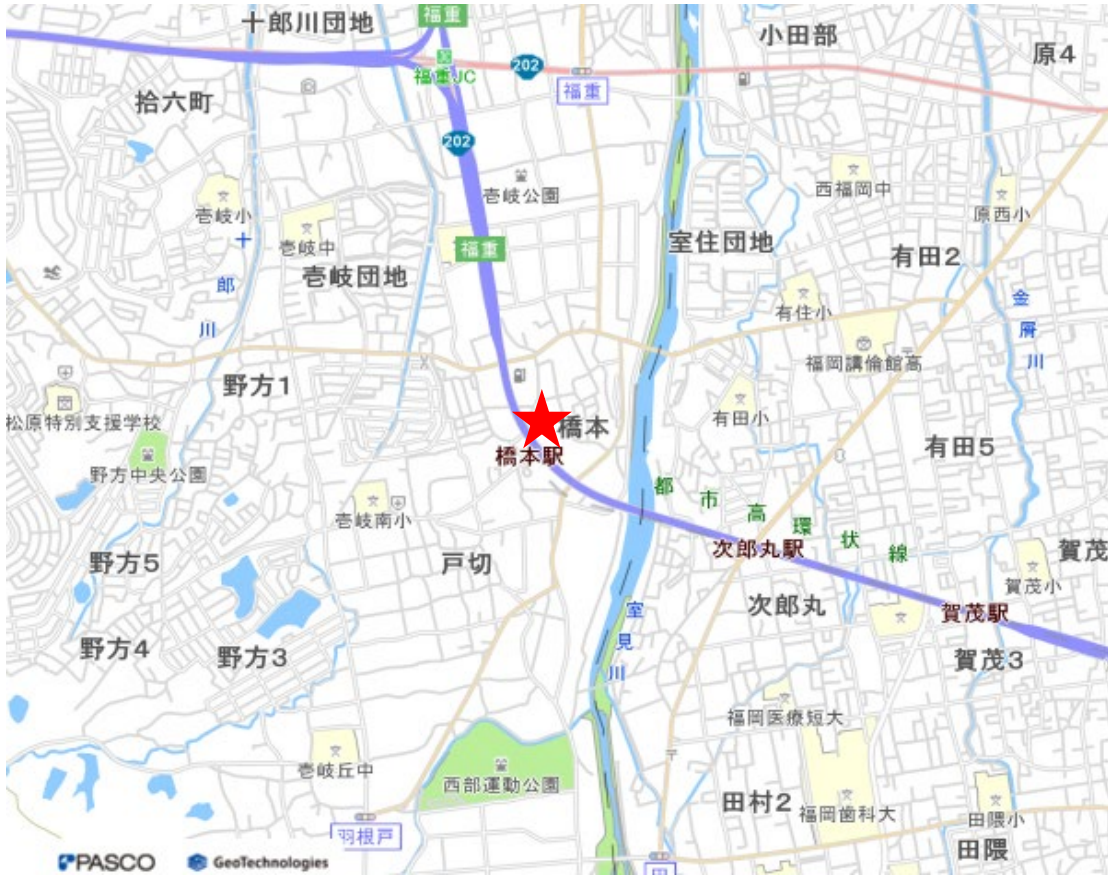 福重
十郎川団地
小田部
原4
202
福重JC
福重
拾六町
202
壱岐公園
西福岡中
壱岐小
原西小
壱岐中
福重
室住団地
有田2
十郎川
壱岐団地
有住小
金屑川
福岡講倫館高
野方1
松原特別支援学校
有田小
橋本
橋本駅
有田5
野方中央公園
都市高環状線
壱岐南小
次郎丸駅
賀茂
野方5
戸切
賀茂小
次郎丸
賀茂駅
室見川
野方4
野方3
賀茂3
福岡医療短大
壱岐丘中
西部運動公園
田村2
福岡歯科大
田隈小
羽根戸
田隈
PASCO
GeoTechnologies